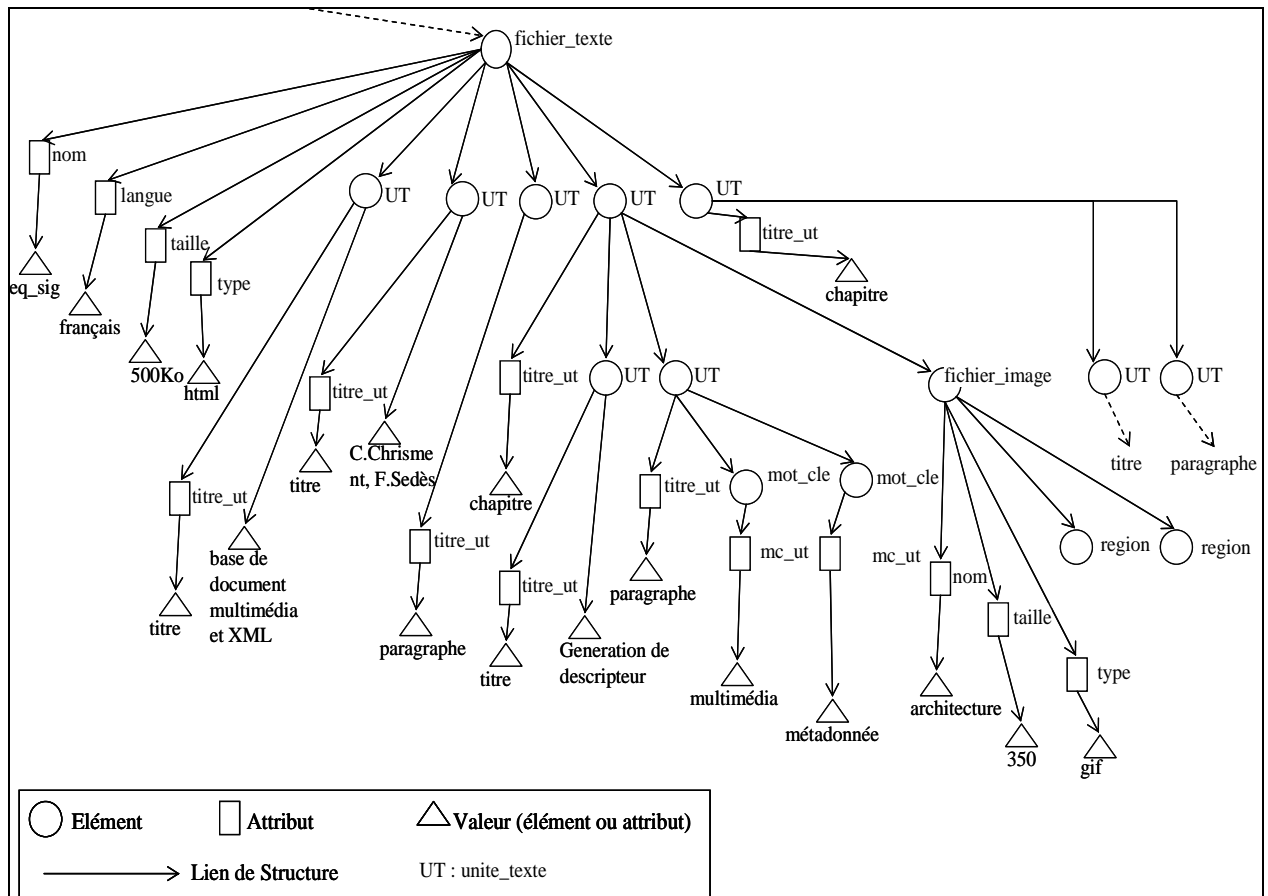 fichier_texte
nom
langue
taille
type
UT
UT
UT
UT
UT
titre_ut
eq_sig
français
500Ko
html
chapitre
titre_ut
titre_ut
UT
UT
fichier_image
UT
UT
titre
C.Chrisme
nt, F.Sedès
chapitre
titre_ut
mot_cle
mot_cle
titre
paragraphe
titre_ut
titre_ut
base de
document
multimédia
et XML
titre
titre_ut
paragraphe
mc_ut
mc_ut
region
region
nom
taille
paragraphe
titre
Generation de
descripteur
multimédia
métadonnée
architecture
type
350
gif
Elément
Attribut
Valeur (élément ou attribut)
Lien de Structure
UT : unite_texte